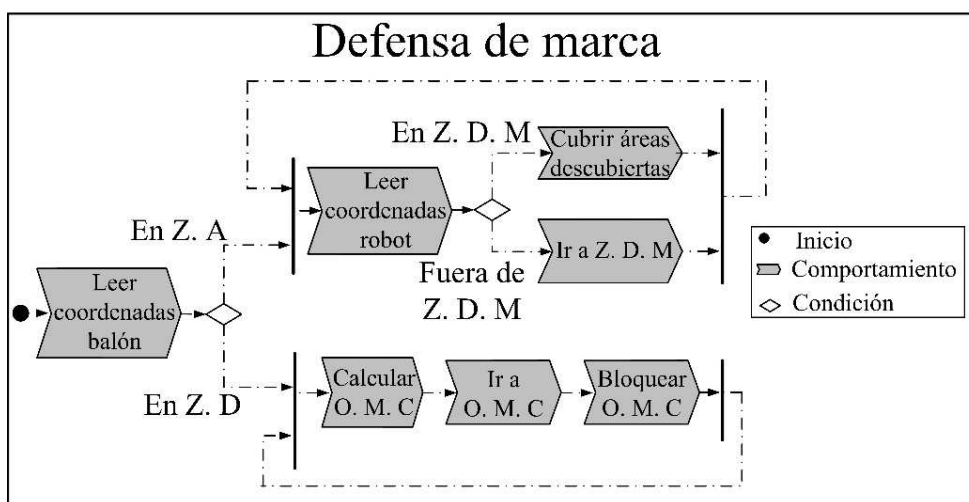 Defensa de marca
En Z. D. M
Cubrir áreas
descubiertas
Leer
coordenadas
robot
En Z. A
Ir a Z. D. M
Fuera de
Z. D. M
Leer
coordenadas
balón
Inicio
Comportamiento
Condición
En Z. D
Calcular
O. M. C
Ir a
O. M. C
Bloquear
O. M. C